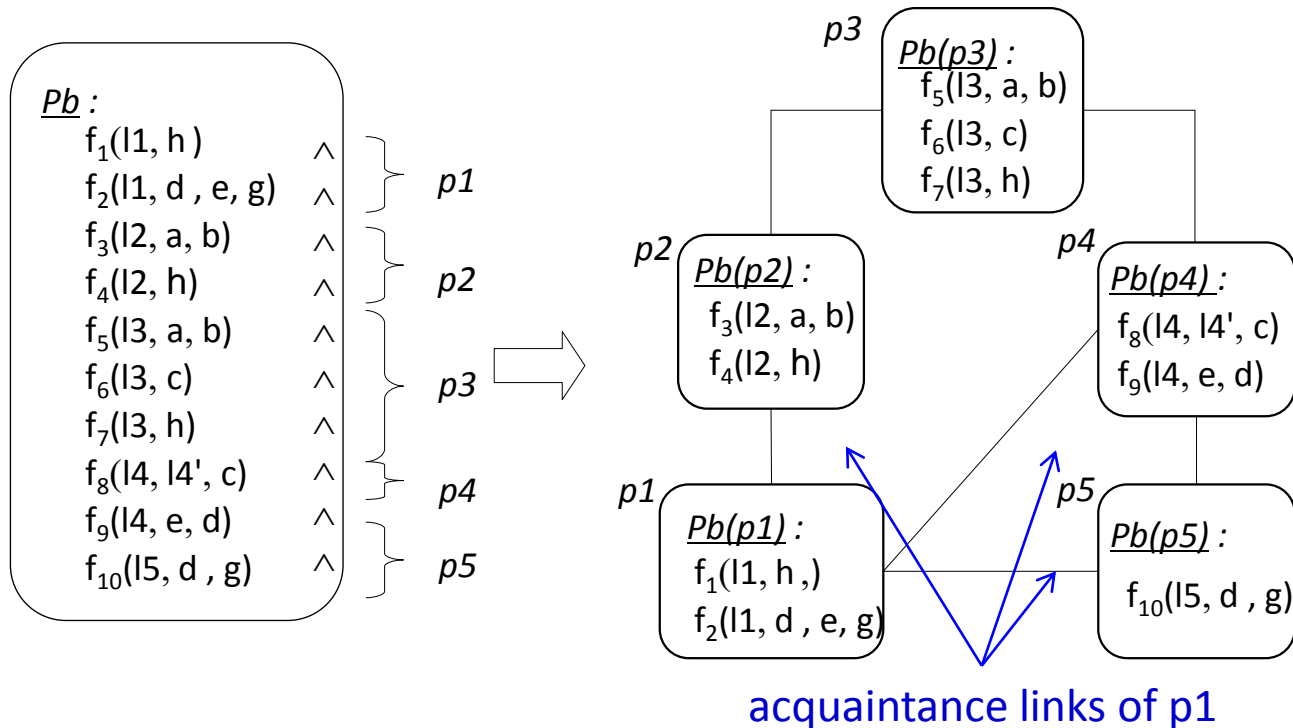 Pb :
f₁(l1, h ) ∧
f₂(l1, d , e, g) ∧
f₃(l2, a, b) ∧
f₄(l2, h) ∧
f₅(l3, a, b) ∧
f₆(l3, c) ∧
f₇(l3, h) ∧
f₈(l4, l4', c) ∧
f₉(l4, e, d) ∧
f₁₀(l5, d , g) ∧
p1
p2
p3
p4
p5
p3
Pb(p3) :
f₅(l3, a, b)
f₆(l3, c)
f₇(l3, h)
p2
Pb(p2) :
f₃(l2, a, b)
f₄(l2, h)
p4
Pb(p4) :
f₈(l4, l4', c)
f₉(l4, e, d)
p1
Pb(p1) :
f₁(l1, h ,)
f₂(l1, d , e, g)
p5
Pb(p5) :
f₁₀(l5, d , g)
acquaintance links of p1